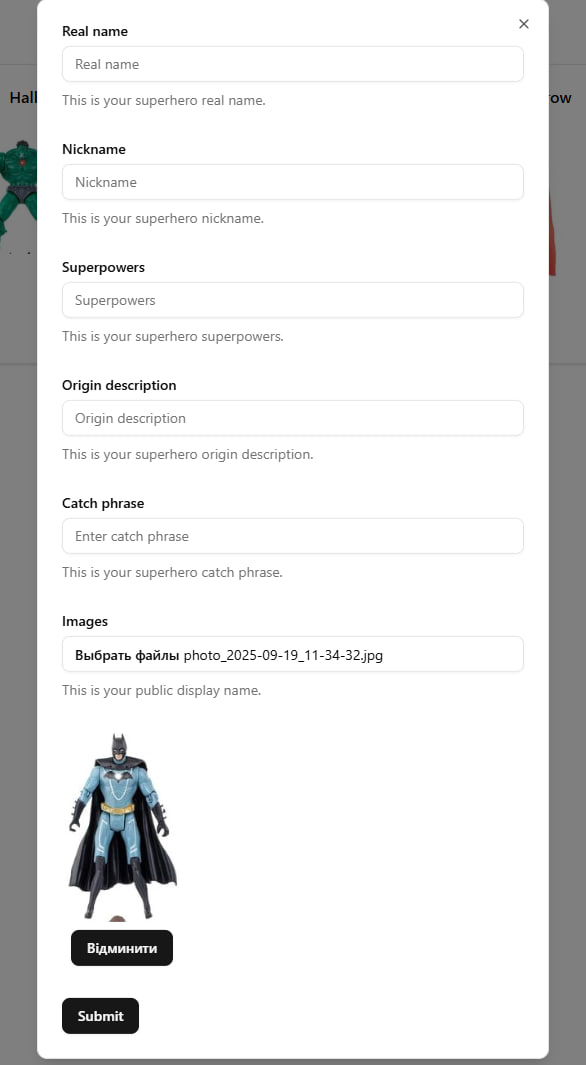 Real name
Real name
This is your superhero real name.
Nickname
Nickname
This is your superhero nickname.
Superpowers
Superpowers
This is your superhero superpowers.
Origin description
Origin description
This is your superhero origin description.
Catch phrase
Enter catch phrase
This is your superhero catch phrase.
Images
Выбрать файлы photo_2025-09-19_11-34-32.jpg
This is your public display name.
Відминити
Submit